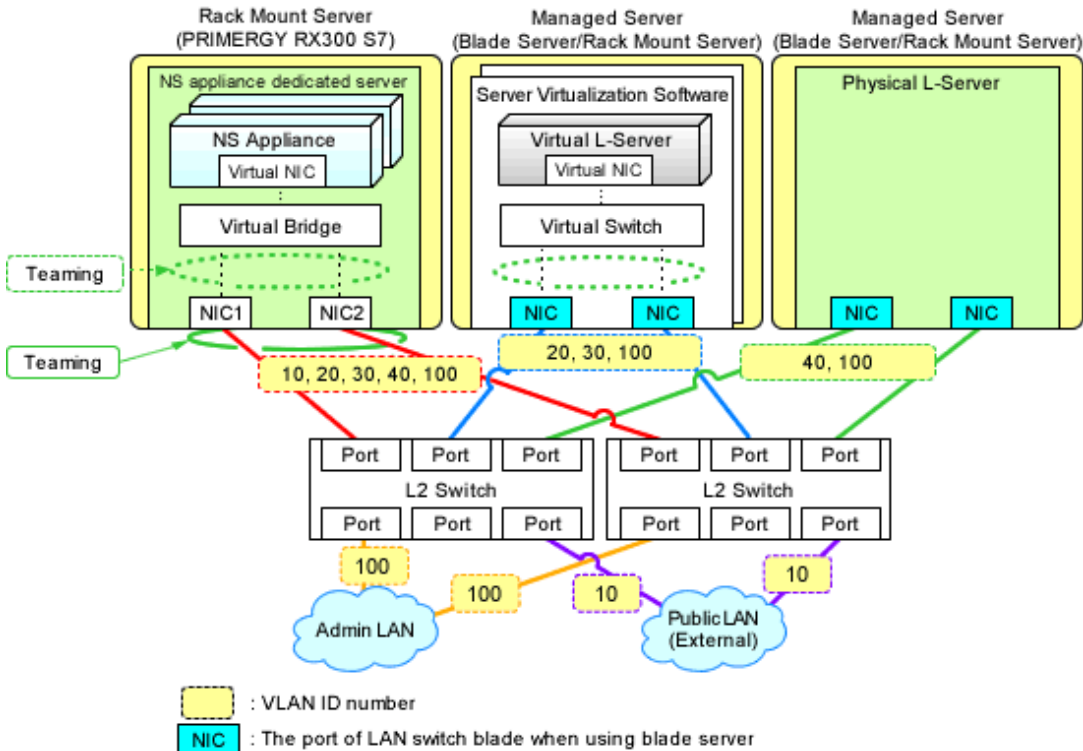 Rack Mount Server
(PRIMERGY RX300 S7)
Managed Server
(Blade Server/Rack Mount Server)
Managed Server
(Blade Server/Rack Mount Server)
NS appliance dedicated server
NS Appliance
Virtual NIC
Virtual Bridge
Server Virtualization Software
Virtual L-Server
Virtual NIC
Virtual Switch
Physical L-Server
Teaming
NIC1
NIC2
NIC
NIC
NIC
NIC
Teaming
10, 20, 30, 40, 100
20, 30, 100
40, 100
Port
Port
Port
Port
Port
Port
L2 Switch
L2 Switch
Port
Port
Port
Port
Port
Port
100
100
10
10
Admin LAN
Public LAN
(External)
: VLAN ID number
NIC
: The port of LAN switch blade when using blade server